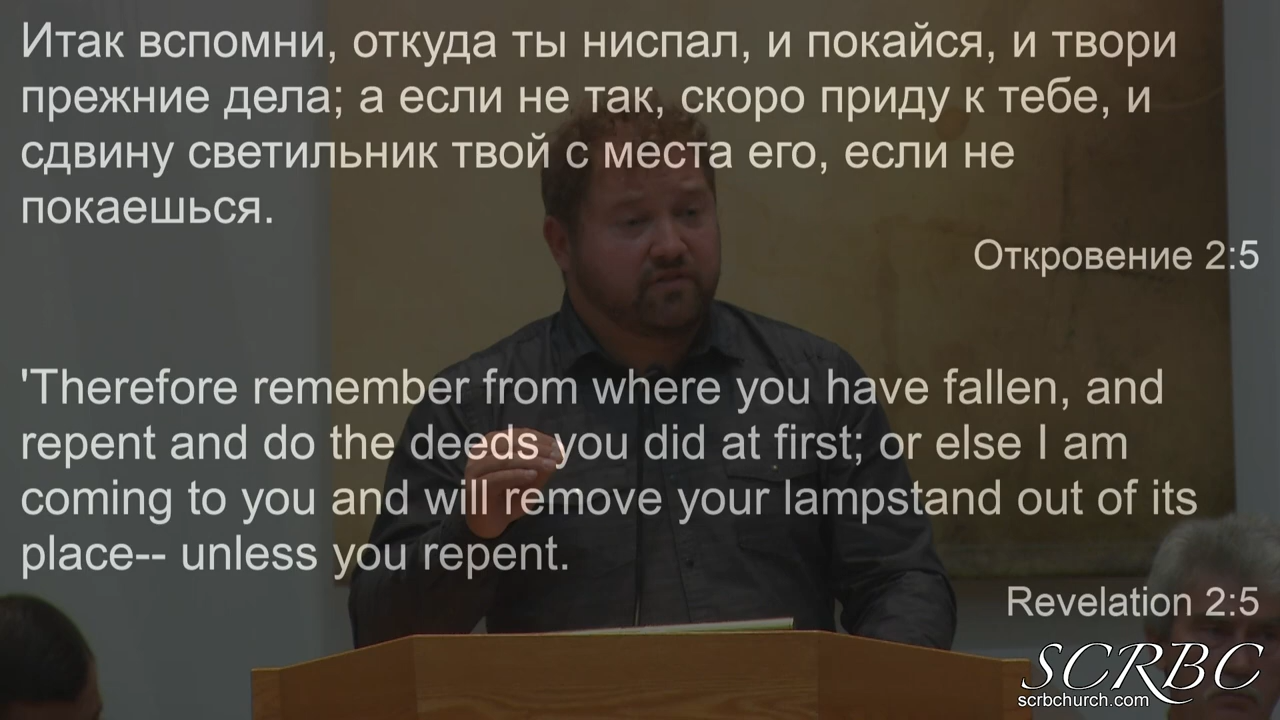 Итак вспомни, откуда ты ниспал, и покайся, и твори
прежние дела; а если не так, скоро приду к тебе, и
сдвину светильник твой с места его, если не
покаешься.
Откровение 2:5
'Therefore remember from where you have fallen, and
repent and do the deeds you did at first; or else I am
coming to you and will remove your lampstand out of its
place-- unless you repent.
Revelation 2:5
SCRBC
scrbchurch.com